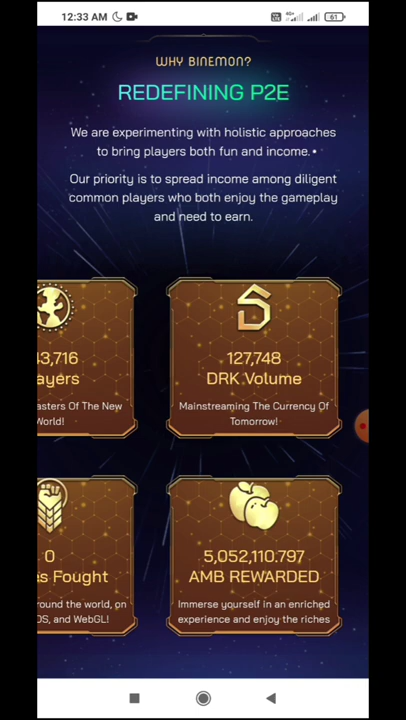 12:33 AM
4G+
61
WHY BINEMON?
REDEFINING P2E
We are experimenting with holistic approaches
to bring players both fun and income.•
Our priority is to spread income among diligent
common players who both enjoy the gameplay
and need to earn.
3,716
127,748
ayers
DRK Volume
asters Of The New
World!
Mainstreaming The Currency Of
Tomorrow!
0
5,052,110.797
es Fought
AMB REWARDED
round the world, on
OS, and WebGL!
Immerse yourself in an enriched
experience and enjoy the riches